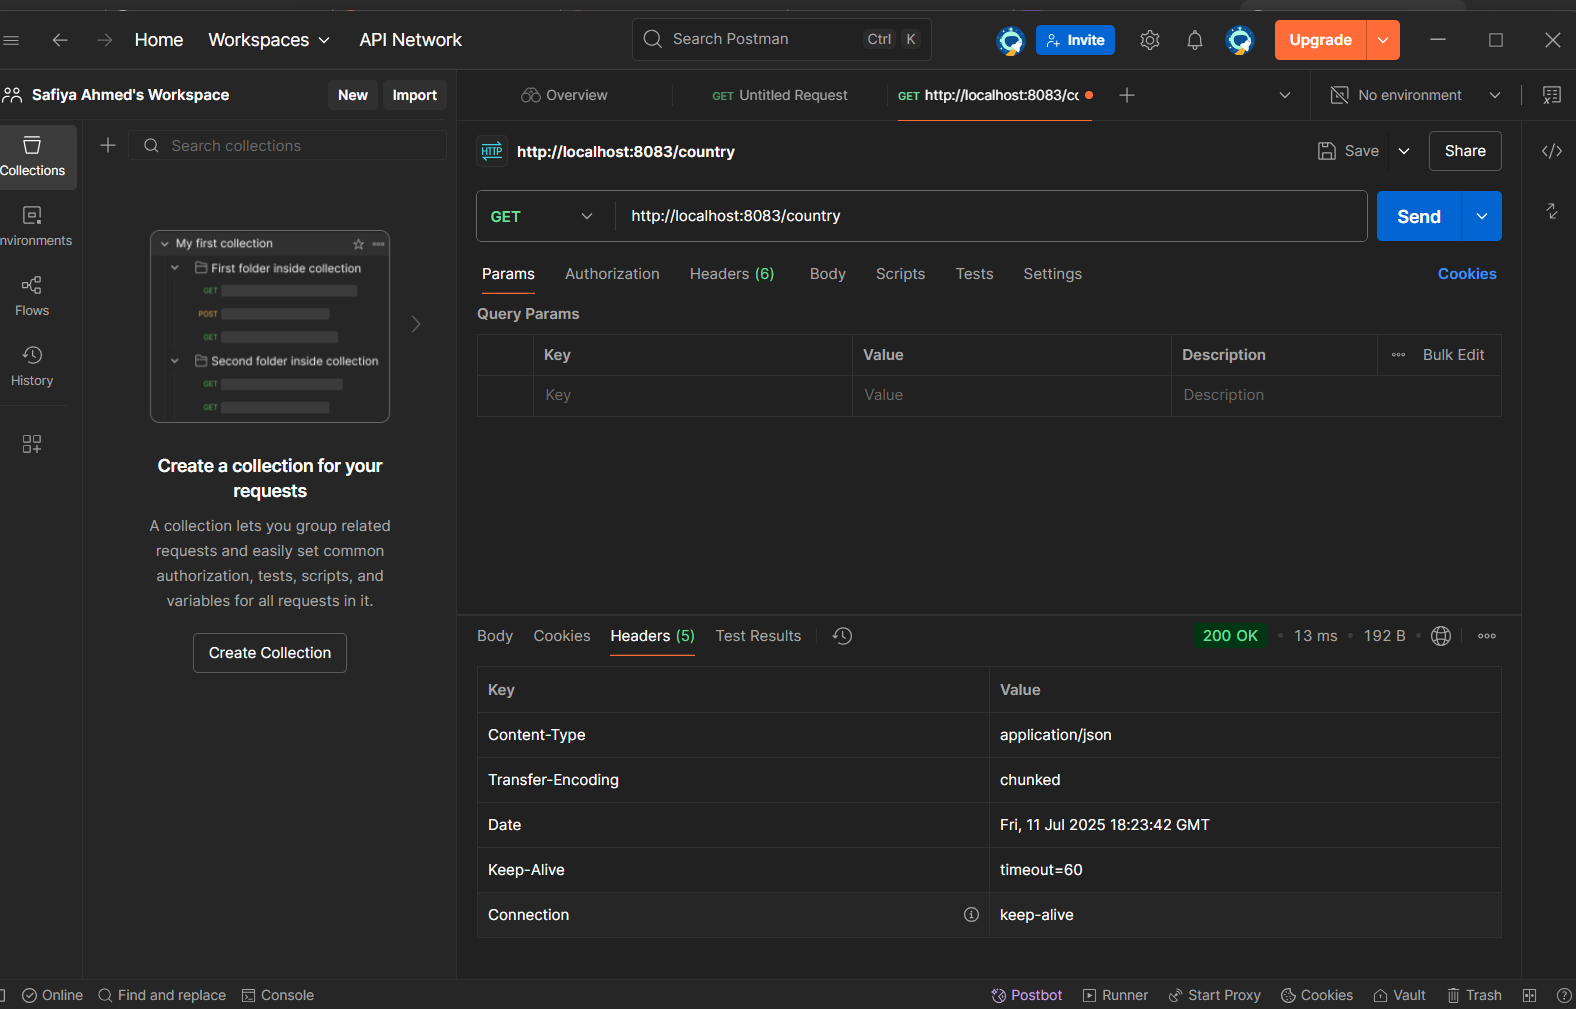 Home Workspaces API Network Search Postman Ctrl K Invite Upgrade
Safiya Ahmed's Workspace New Import
Overview GET Untitled Request GET http://localhost:8083/cc No environment
Collections
nvironments
Flows
History
Search collections
My first collection
First folder inside collection
GET
POST
GET
Second folder inside collection
GET
GET
Create a collection for your
requests
A collection lets you group related
requests and easily set common
authorization, tests, scripts, and
variables for all requests in it.
Create Collection
HTTP http://localhost:8083/country Save Share
GET http://localhost:8083/country Send
Params Authorization Headers (6) Body Scripts Tests Settings Cookies
Query Params
Key Value Description Bulk Edit
Key Value Description
Body Cookies Headers (5) Test Results 200 OK 13 ms 192 B
Key Value
Content-Type application/json
Transfer-Encoding chunked
Date Fri, 11 Jul 2025 18:23:42 GMT
Keep-Alive timeout=60
Connection keep-alive
Online Find and replace Console Postbot Runner Start Proxy Cookies Vault Trash